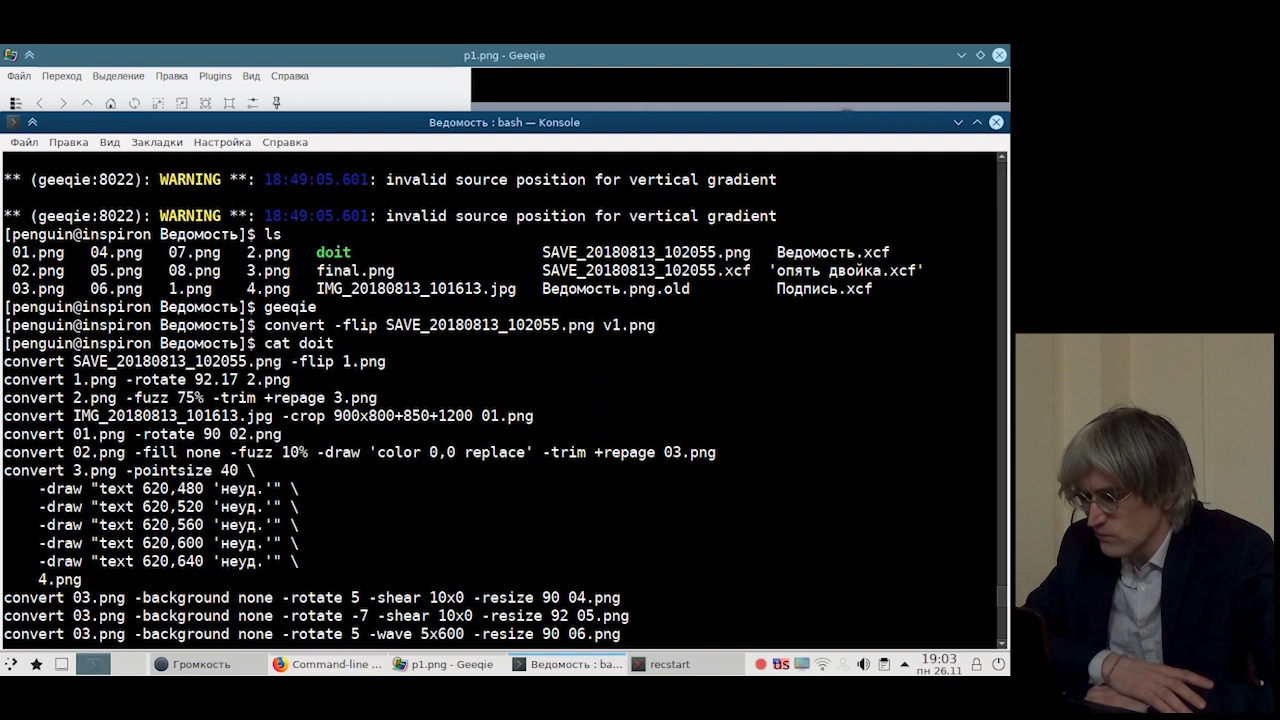 p1.png - Geeqie
Файл Переход Выделение Правка Plugins Вид Справка
Ведомость : bash — Konsole
Файл Правка Вид Закладки Настройка Справка
** (geeqie:8022): WARNING **: 18:49:05.601: invalid source position for vertical gradient
** (geeqie:8022): WARNING **: 18:49:05.601: invalid source position for vertical gradient
[penguin@inspiron Ведомость]$ ls
01.png 04.png 07.png 2.png doit SAVE_20180813_102055.png Ведомость.xcf
02.png 05.png 08.png 3.png final.png SAVE_20180813_102055.xcf 'опять двойка.xcf'
03.png 06.png 1.png 4.png IMG_20180813_101613.jpg Ведомость.png.old Подпись.xcf
[penguin@inspiron Ведомость]$ geeqie
[penguin@inspiron Ведомость]$ convert -flip SAVE_20180813_102055.png v1.png
[penguin@inspiron Ведомость]$ cat doit
convert SAVE_20180813_102055.png -flip 1.png
convert 1.png -rotate 92.17 2.png
convert 2.png -fuzz 75% -trim +repage 3.png
convert IMG_20180813_101613.jpg -crop 900x800+850+1200 01.png
convert 01.png -rotate 90 02.png
convert 02.png -fill none -fuzz 10% -draw 'color 0,0 replace' -trim +repage 03.png
convert 3.png -pointsize 40 \
-draw "text 620,480 'неуд.'" \
-draw "text 620,520 'неуд.'" \
-draw "text 620,560 'неуд.'" \
-draw "text 620,600 'неуд.'" \
-draw "text 620,640 'неуд.'" \
4.png
convert 03.png -background none -rotate 5 -shear 10x0 -resize 90 04.png
convert 03.png -background none -rotate -7 -shear 10x0 -resize 92 05.png
convert 03.png -background none -rotate 5 -wave 5x600 -resize 90 06.png
Громкость Command-line ... p1.png - Geeqie Ведомость : ba... recstart us 19:03
пн 26.11